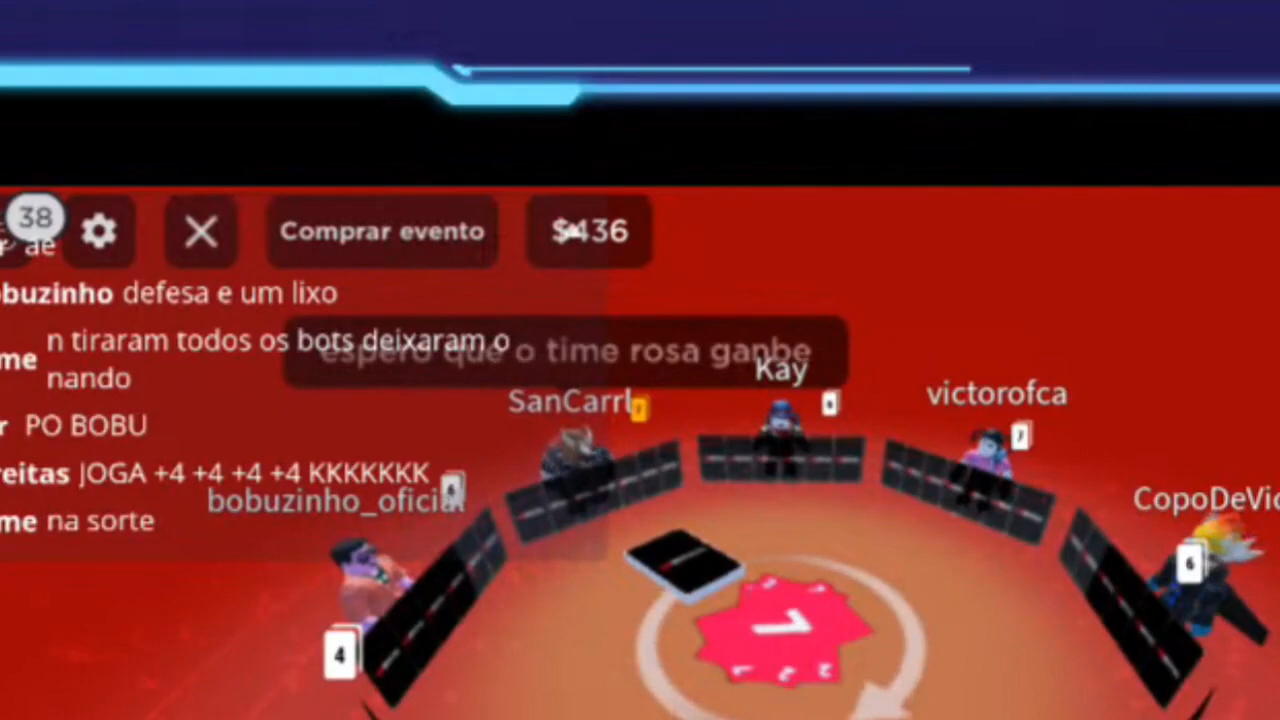 38
Comprar evento
$436
r ae
obuzinho defesa e um lixo
me n tiraram todos os bots deixaram o
nando
espero que o time rosa ganhe
r PO BOBU
reitas JOGA +4 +4 +4 +4 KKKKKKK
me na sorte
Kay
SanCarrl
victorofca
7
bobuzinho_oficial
CopoDeVid
6
4
7